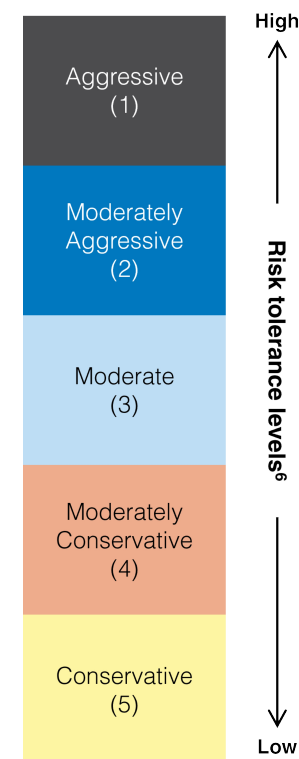 High
Aggressive
(1)
Moderately
Aggressive
(2)
Moderate
(3)
Moderately
Conservative
(4)
Conservative
(5)
Risk tolerance levels⁶
Low